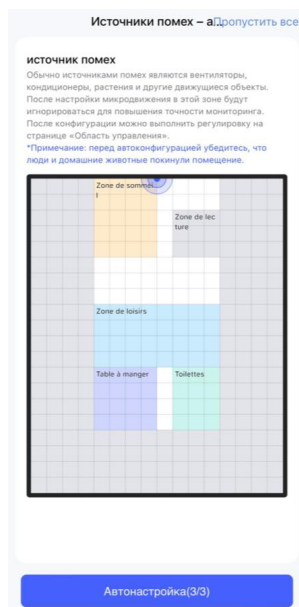 Источники помех – а...Пропустить все
источник помех
Обычно источниками помех являются вентиляторы,
кондиционеры, растения и другие движущиеся объекты.
После настройки микродвижения в этой зоне будут
игнорироваться для повышения точности мониторинга.
После конфигурации можно выполнить регулировку на
странице «Область управления».
*Примечание: перед автоконфигурацией убедитесь, что
люди и домашние животные покинули помещение.
Zone de sommei
l
Zone de lec
ture
Zone de loisirs
Table à manger
Toilettes
Автонастройка(3/3)